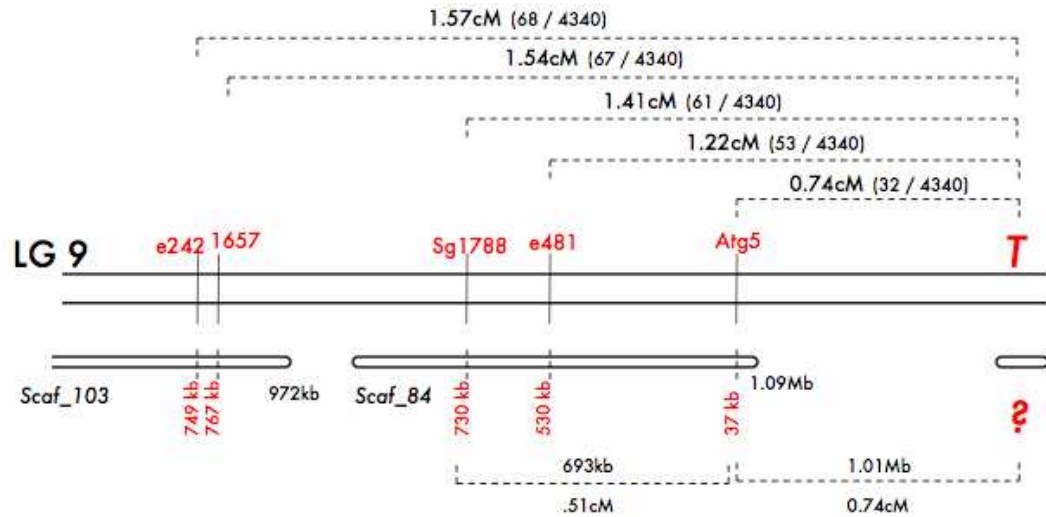 1.57cM (68 / 4340)
1.54cM (67 / 4340)
1.41cM (61 / 4340)
1.22cM (53 / 4340)
0.74cM (32 / 4340)
LG 9
e242
1657
Sg1788
e481
Atg5
T
Scaf_103
749 kb
767 kb
972kb
Scaf_84
730 kb
530 kb
37 kb
1.09Mb
?
693kb
1.01Mb
.51cM
0.74cM